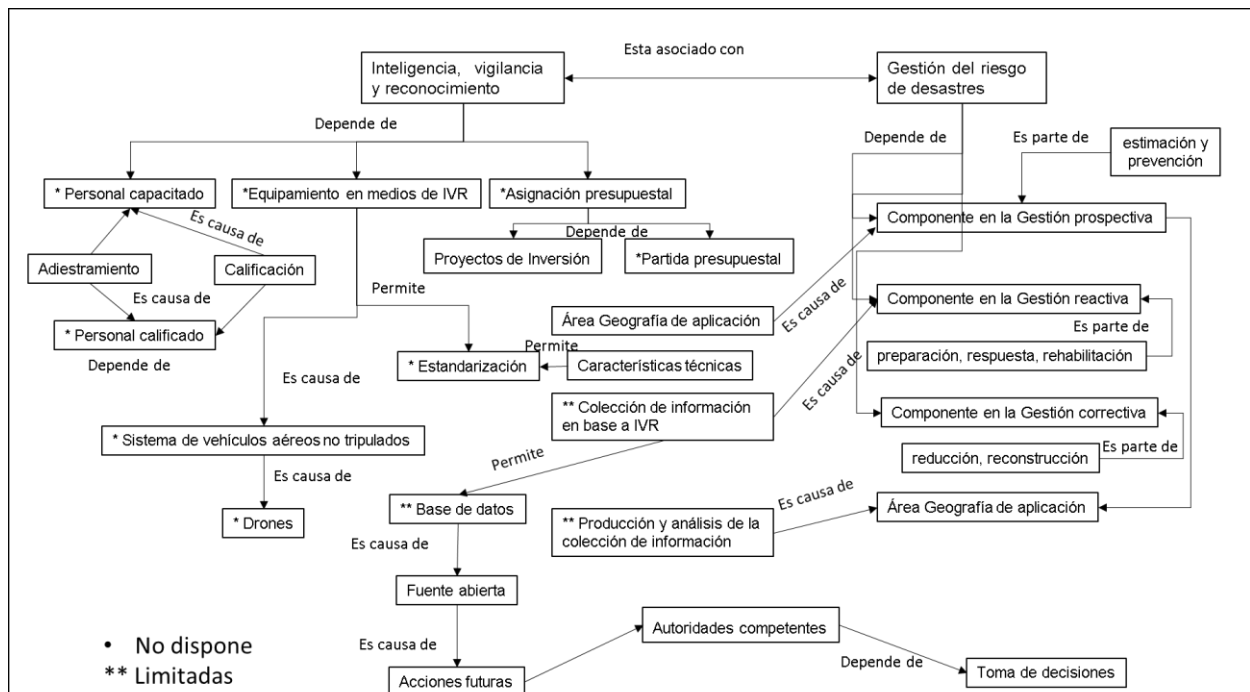 Esta asociado con
Inteligencia, vigilancia
y reconocimiento
Gestión del riesgo
de desastres
Depende de
Depende de
Es parte de
estimación y
prevención
* Personal capacitado
*Equipamiento en medios de IVR
*Asignación presupuestal
Componente en la Gestión prospectiva
Es causa de
Depende de
Adiestramiento
Calificación
Proyectos de Inversión
*Partida presupuestal
Es causa de
Permite
Es causa de
Componente en la Gestión reactiva
Área Geografía de aplicación
Es parte de
* Personal calificado
Depende de
Permite
* Estandarización
Características técnicas
preparación, respuesta, rehabilitación
Es causa de
Es causa de
** Colección de información
en base a IVR
Componente en la Gestión correctiva
* Sistema de vehículos aéreos no tripulados
Es parte de
reducción, reconstrucción
Permite
Es causa de
Es causa de
** Base de datos
Área Geografía de aplicación
* Drones
** Producción y análisis de la
colección de información
Es causa de
Fuente abierta
Autoridades competentes
Es causa de
• No dispone
** Limitadas
Depende de
Acciones futuras
Toma de decisiones